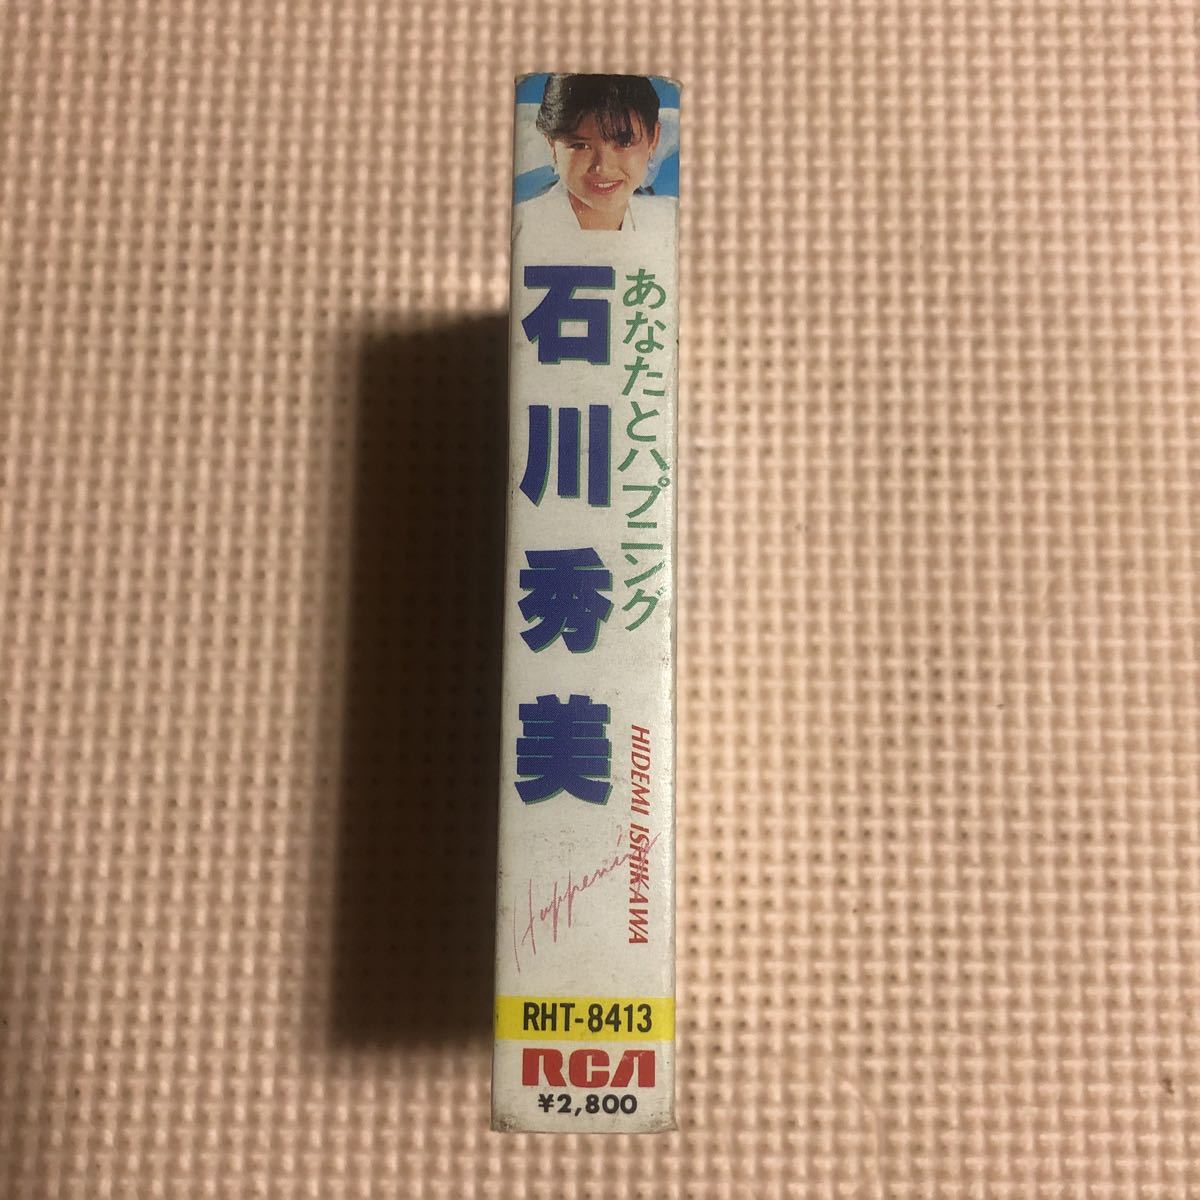 あなたとハプニング
石川秀美
HIDEMI ISHIKAWA
Happening
RHT-8413
RCA
¥2,800